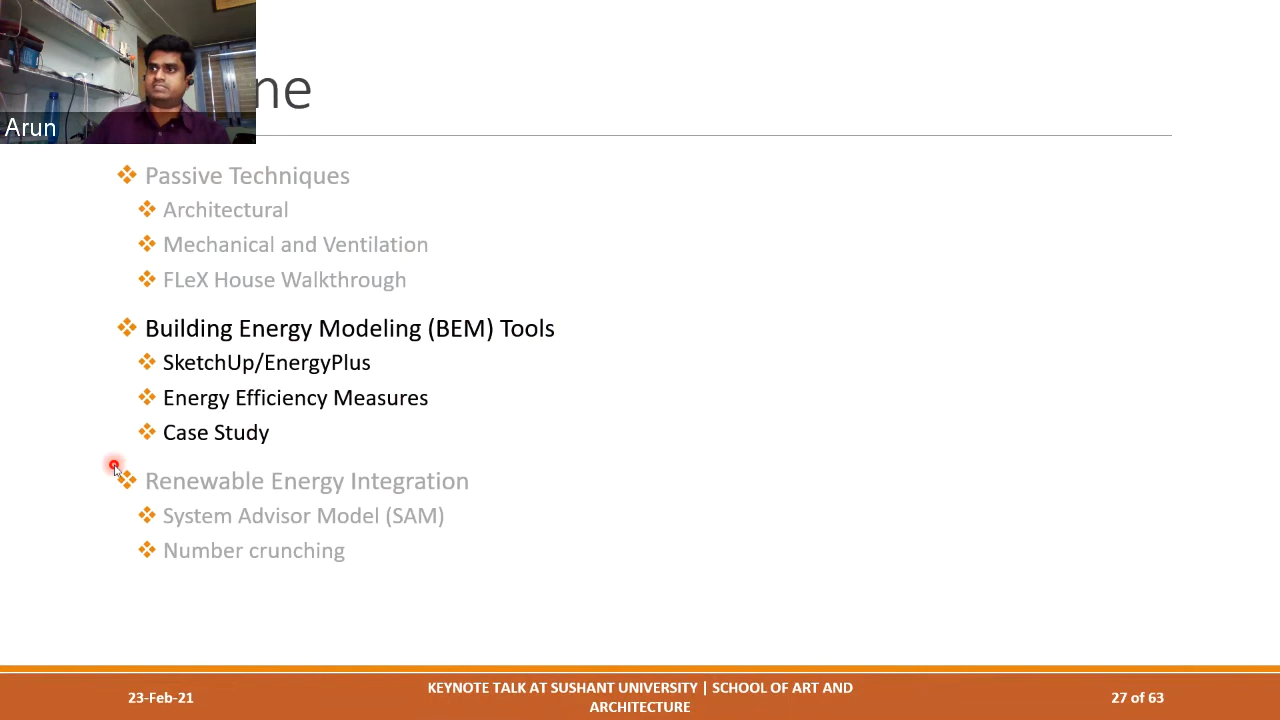 ne
Arun
Passive Techniques
Architectural
Mechanical and Ventilation
FLeX House Walkthrough
Building Energy Modeling (BEM) Tools
SketchUp/EnergyPlus
Energy Efficiency Measures
Case Study
Renewable Energy Integration
System Advisor Model (SAM)
Number crunching
23-Feb-21
KEYNOTE TALK AT SUSHANT UNIVERSITY | SCHOOL OF ART AND
ARCHITECTURE
27 of 63